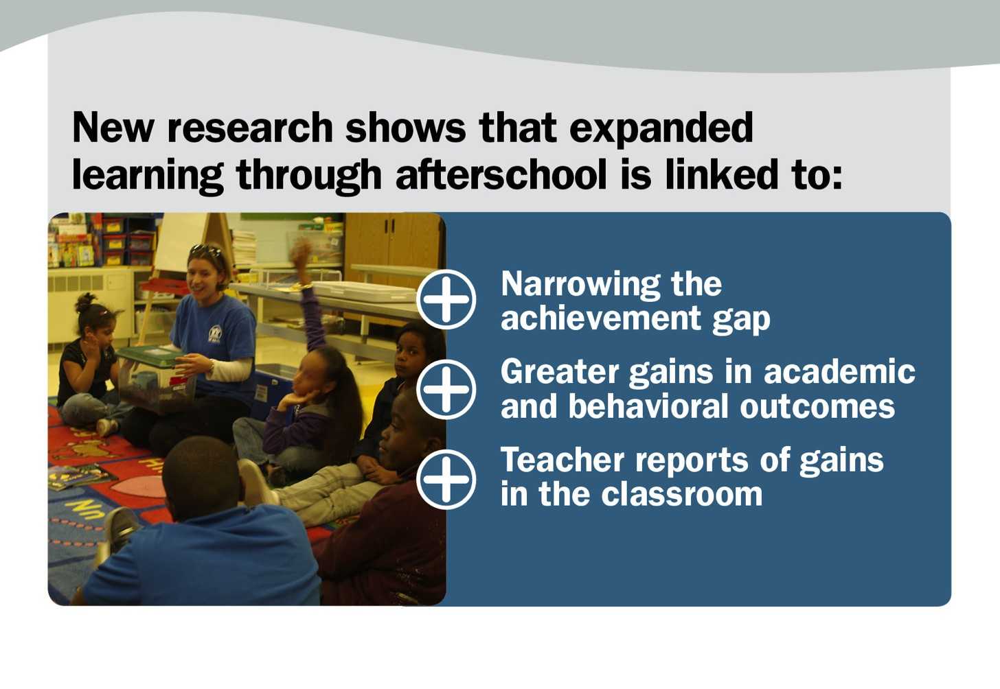 New research shows that expanded
learning through afterschool is linked to:
Narrowing the
achievement gap
Greater gains in academic
and behavioral outcomes
Teacher reports of gains
in the classroom
Nn